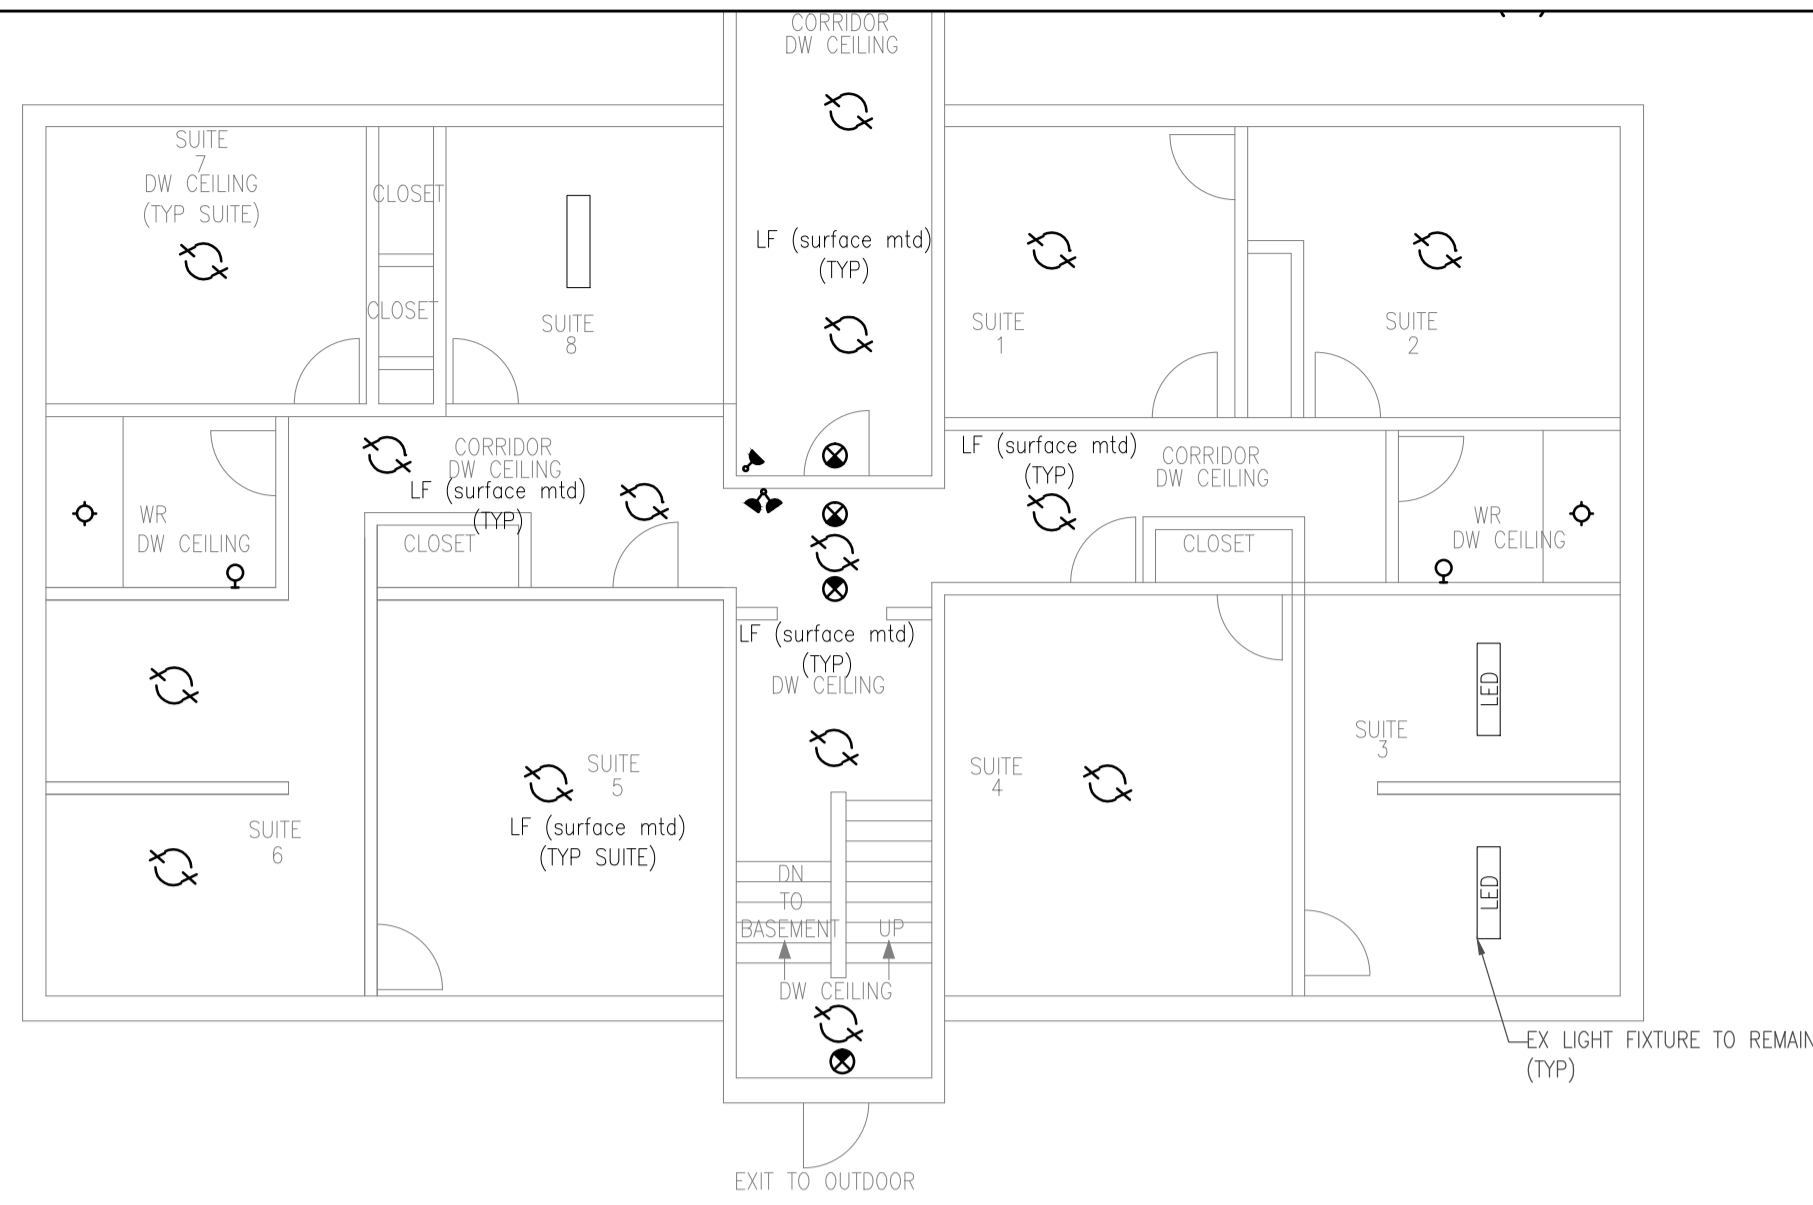 CORRIDOR
DW CEILING
SUITE
7
DW CEILING
(TYP SUITE)
CLOSET
CLOSET
SUITE
8
LF (surface mtd)
(TYP)
SUITE
1
SUITE
2
CORRIDOR
DW CEILING
LF (surface mtd)
(TYP)
LF (surface mtd)
(TYP)
CORRIDOR
DW CEILING
WR
DW CEILING
CLOSET
CLOSET
WR
DW CEILING
LF (surface mtd)
(TYP)
DW CEILING
LED
SUITE
3
SUITE
5
SUITE
4
LF (surface mtd)
(TYP SUITE)
SUITE
6
DN
TO
BASEMENT
UP
LED
DW CEILING
EX LIGHT FIXTURE TO REMAIN
(TYP)
EXIT TO OUTDOOR